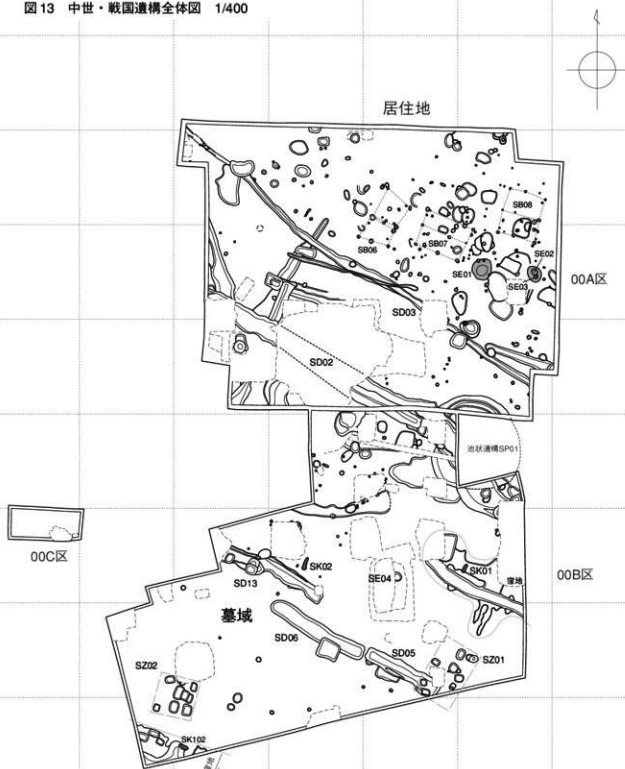 図13 中世・戦国遺構全体図 1/400
居住地
SB08
SB06
SB07
SE02
SE01
SE03
00A区
SD03
SD02
池状遺構SP01
00C区
SK02
SK01
SD13
SE04
窪地
00B区
墓域
SD06
SD05
SZ01
SZ02
SK102
窪地